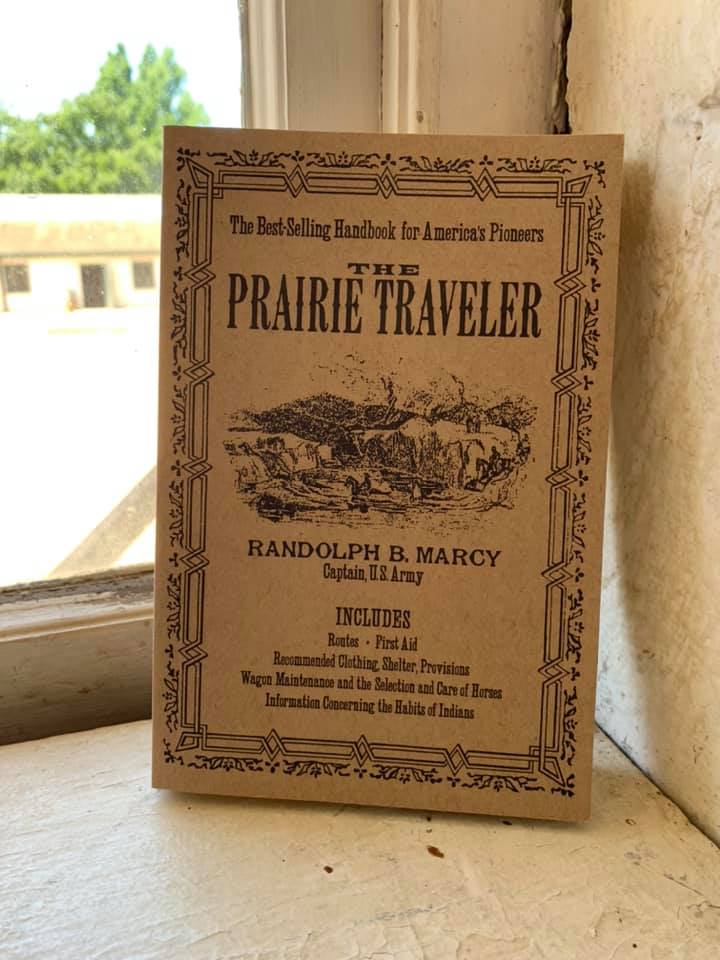 The Best-Selling Handbook for America's Pioneers
THE
PRAIRIE TRAVELER
RANDOLPH B. MARCY
Captain, U.S. Army
INCLUDES
Routes • First Aid
Recommended Clothing, Shelter, Provisions
Wagon Maintenance and the Selection and Care of Horses
Information Concerning the Habits of Indians